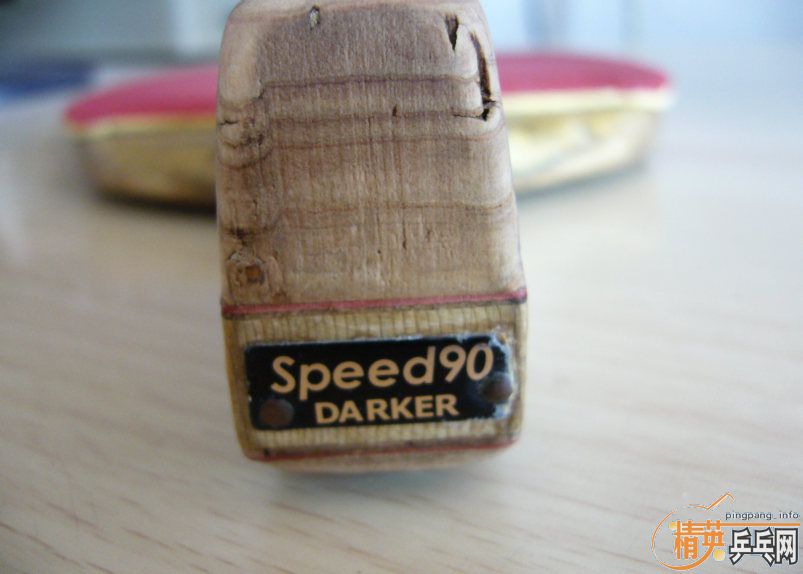 Speed90
DARKER
pingpang.info
精英乒乓网